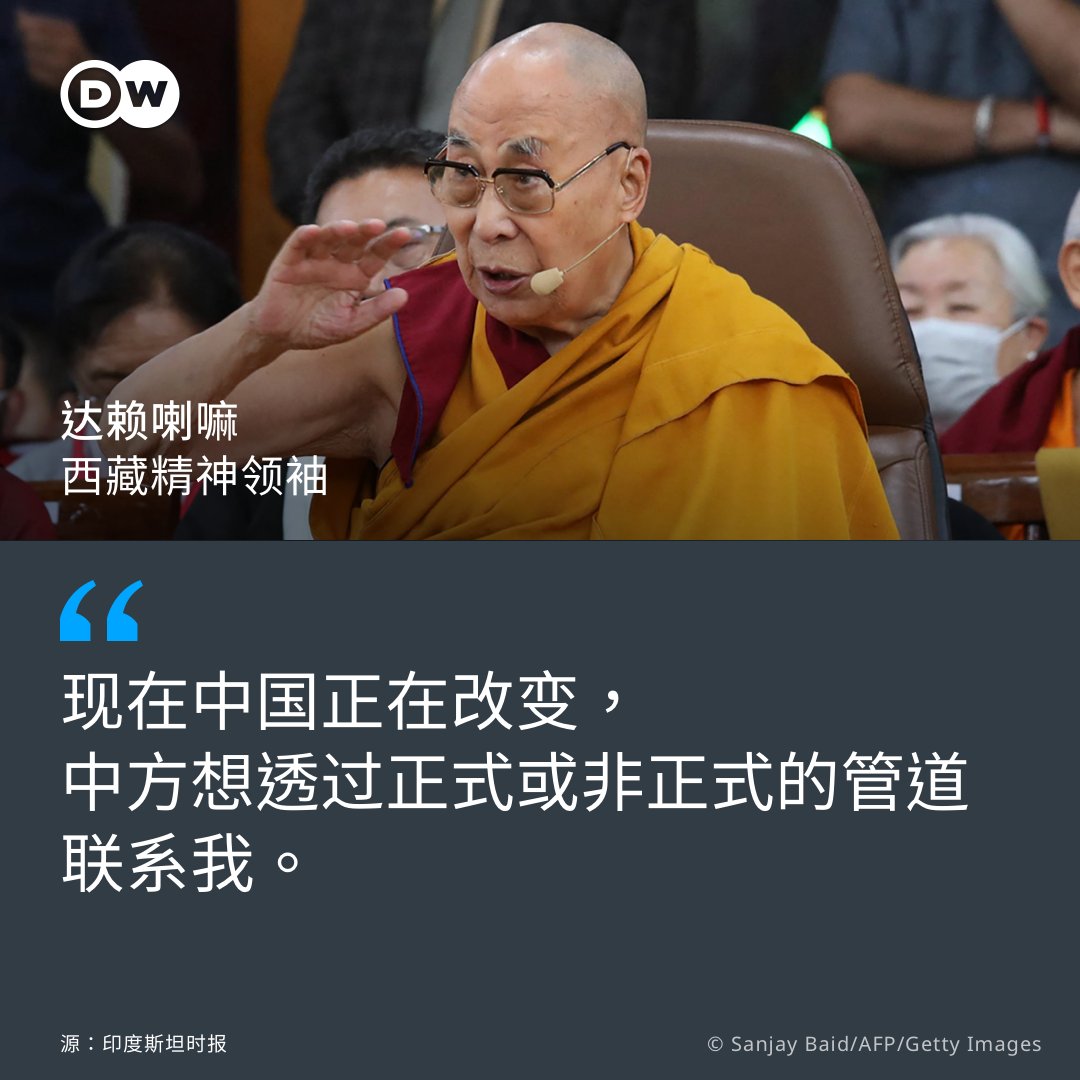 DW
达赖喇嘛
西藏精神领袖
“
现在中国正在改变，
中方想透过正式或非正式的管道
联系我。
源：印度斯坦时报
© Sanjay Baid/AFP/Getty Images